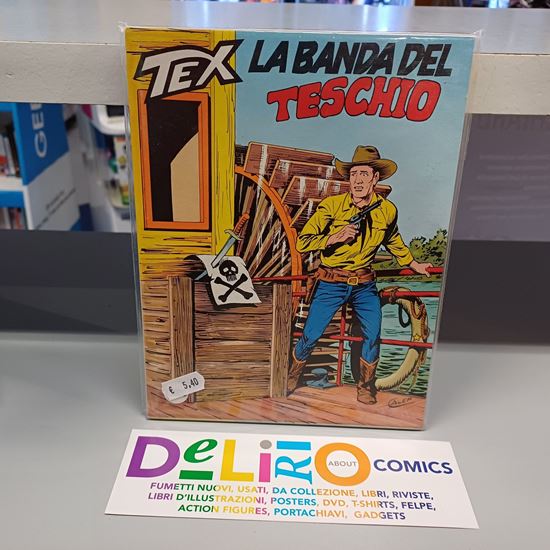 TEX
LA BANDA DEL
TESCHIO
GALEP
€ 5,40
DeLiRiO ABOUT COMICS
FUMETTI NUOVI, USATI, DA COLLEZIONE, LIBRI, RIVISTE,
LIBRI D'ILLUSTRAZIONI, POSTERS, DVD, T-SHIRTS, FELPE,
ACTION FIGURES, PORTACHIAVI, GADGETS